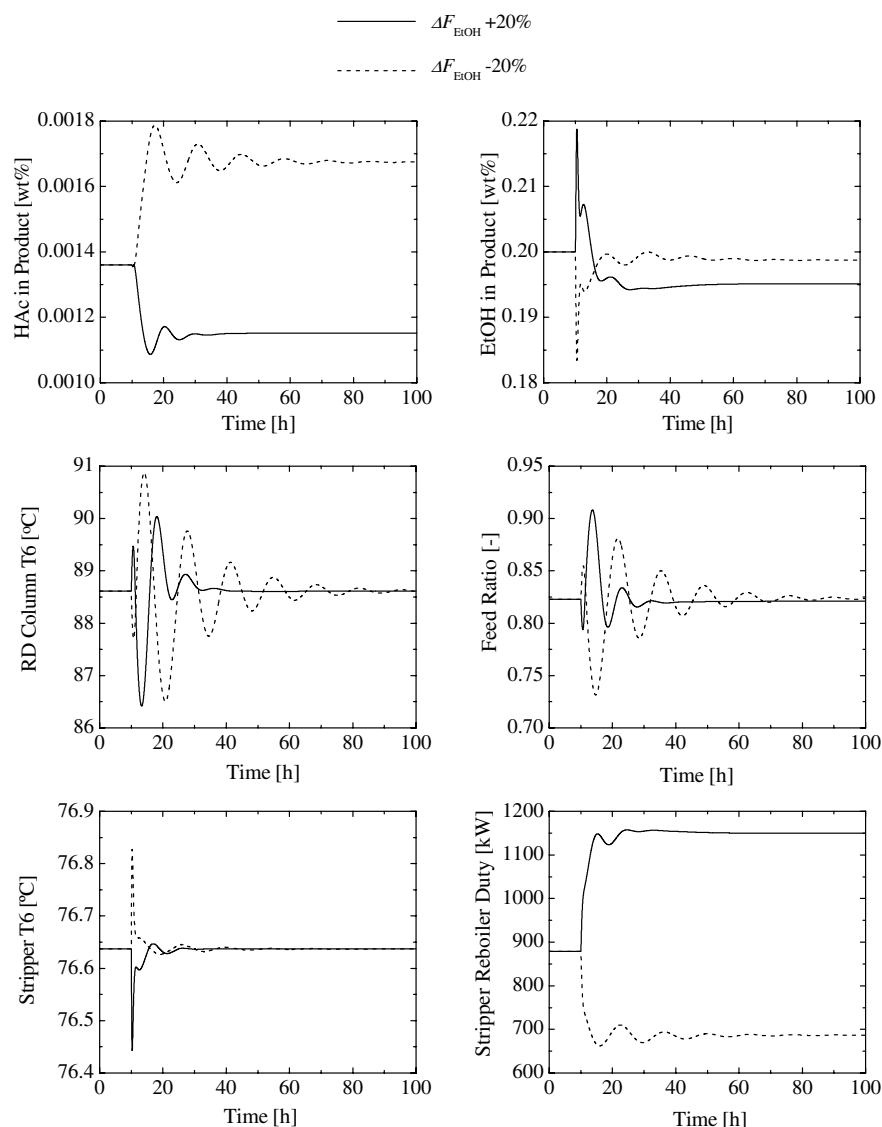 ΔF_EtOH +20%
ΔF_EtOH -20%
0.0018
0.0016
0.0014
0.0012
0.0010
HAc in Product [wt%]
0 20 40 60 80 100
Time [h]
0.22
0.21
0.20
0.19
0.18
EtOH in Product [wt%]
0 20 40 60 80 100
Time [h]
91
90
89
88
87
86
RD Column T6 [ºC]
0 20 40 60 80 100
Time [h]
0.95
0.90
0.85
0.80
0.75
0.70
Feed Ratio [-]
0 20 40 60 80 100
Time [h]
76.9
76.8
76.7
76.6
76.5
76.4
Stripper T6 [ºC]
0 20 40 60 80 100
Time [h]
1200
1100
1000
900
800
700
600
Stripper Reboiler Duty [kW]
0 20 40 60 80 100
Time [h]